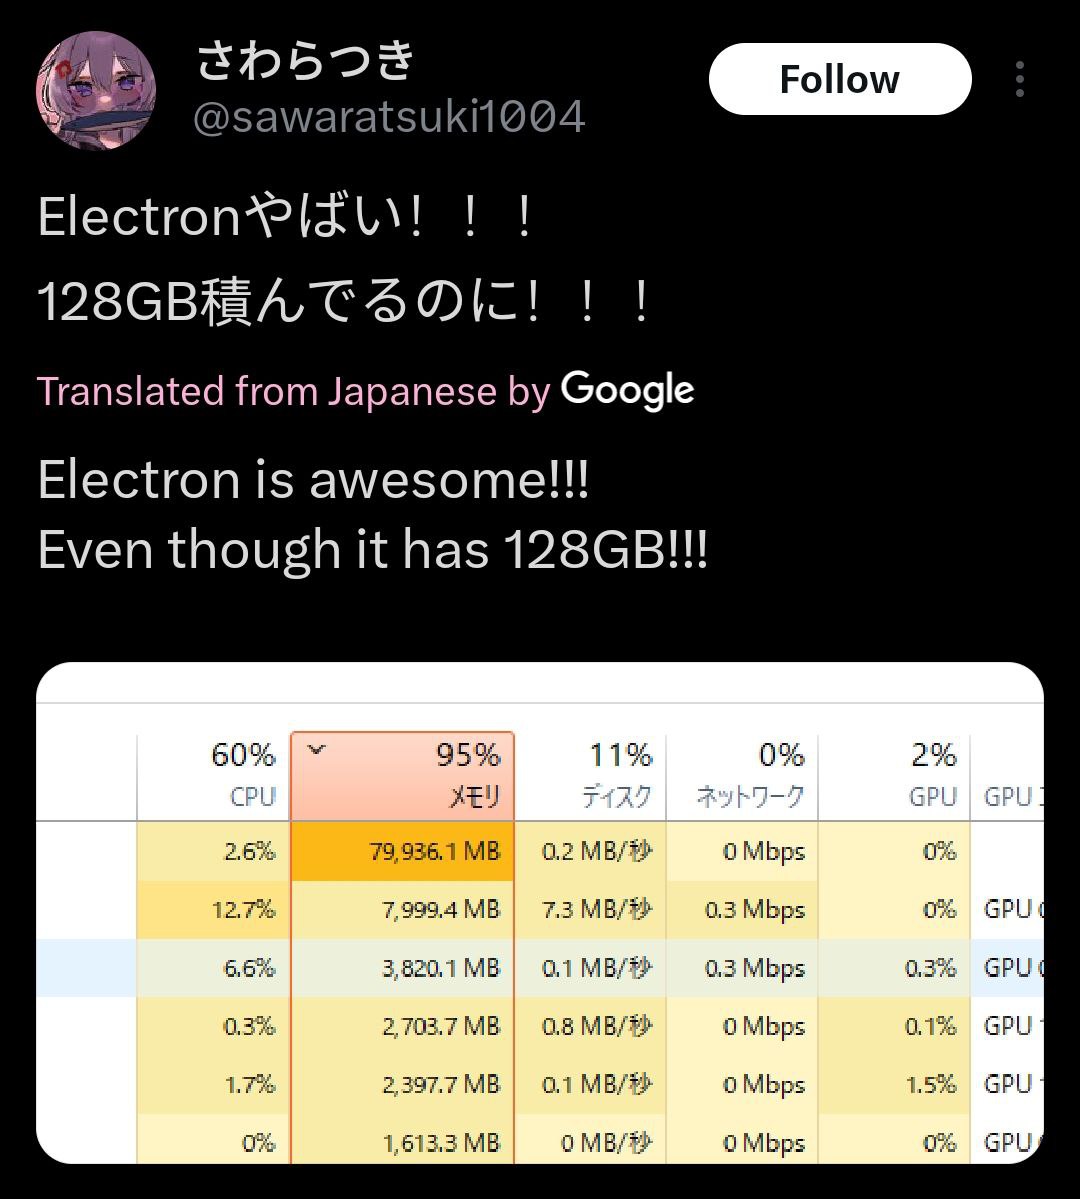 さわらつき
@sawaratsuki1004
Follow
Electronやばい！！！
128GB積んでるのに！！！
Translated from Japanese by Google
Electron is awesome!!!
Even though it has 128GB!!!
60% 95% 11% 0% 2%
CPU メモリ ディスク ネットワーク GPU GPU
2.6% 79,936.1 MB 0.2 MB/秒 0 Mbps 0%
12.7% 7,999.4 MB 7.3 MB/秒 0.3 Mbps 0% GPU
6.6% 3,820.1 MB 0.1 MB/秒 0.3 Mbps 0.3% GPU
0.3% 2,703.7 MB 0.8 MB/秒 0 Mbps 0.1% GPU
1.7% 2,397.7 MB 0.1 MB/秒 0 Mbps 1.5% GPU
0% 1,613.3 MB 0 MB/秒 0 Mbps 0% GPU